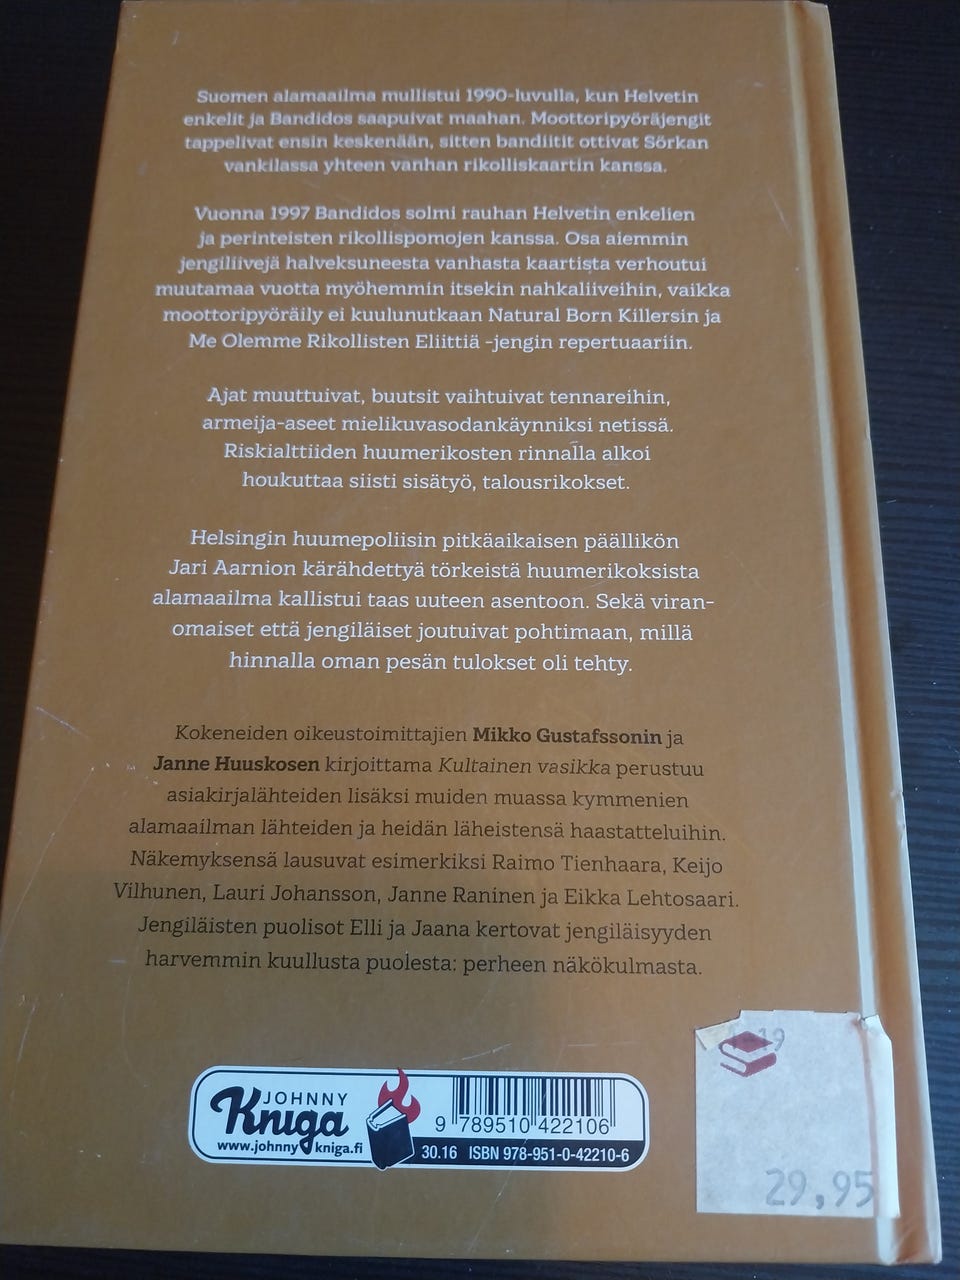 Suomen alamaailma mullistui 1990-luvulla, kun Helvetin
enkelit ja Bandidos saapuivat maahan. Moottoripyöräjengit
tappelivat ensin keskenään, sitten bandiitit ottivat Sörkan
vankilassa yhteen vanhan rikolliskaartin kanssa.
Vuonna 1997 Bandidos solmi rauhan Helvetin enkelien
ja perinteisten rikollispomojen kanssa. Osa aiemmin
jengiliivejä halveksuneesta vanhasta kaartista verhoutui
muutamaa vuotta myöhemmin itsekin nahkaliiveihin, vaikka
moottoripyöräily ei kuulunutkaan Natural Born Killersin ja
Me Olemme Rikollisten Eliittiä -jengin repertuaariin.
Ajat muuttuivat, buutsit vaihtuivat tennareihin,
armeija-aseet mielikuvasodankäynniksi netissä.
Riskialttiiden huumerikosten rinnalla alkoi
houkuttaa siisti sisätyö, talousrikokset.
Helsingin huumepoliisin pitkäaikaisen päällikön
Jari Aarnion kärähdettyä törkeistä huumerikoksista
alamaailma kallistui taas uuteen asentoon. Sekä viran-
omaiset että jengiläiset joutuivat pohtimaan, millä
hinnalla oman pesän tulokset oli tehty.
Kokeneiden oikeustoimittajien Mikko Gustafssonin ja
Janne Huuskosen kirjoittama Kultainen vasikka perustuu
asiakirjalähteiden lisäksi muiden muassa kymmenien
alamaailman lähteiden ja heidän läheistensä haastatteluihin.
Näkemyksensä lausuvat esimerkiksi Raimo Tienhaara, Keijo
Vilhunen, Lauri Johansson, Janne Raninen ja Eikka Lehtosaari.
Jengiläisten puolisot Elli ja Jaana kertovat jengiläisyyden
harvemmin kuullusta puolesta: perheen näkökulmasta.
JOHNNY
Kniga
www.johnnykniga.fi
9 789510 422106
30.16 ISBN 978-951-0-42210-6
29,95